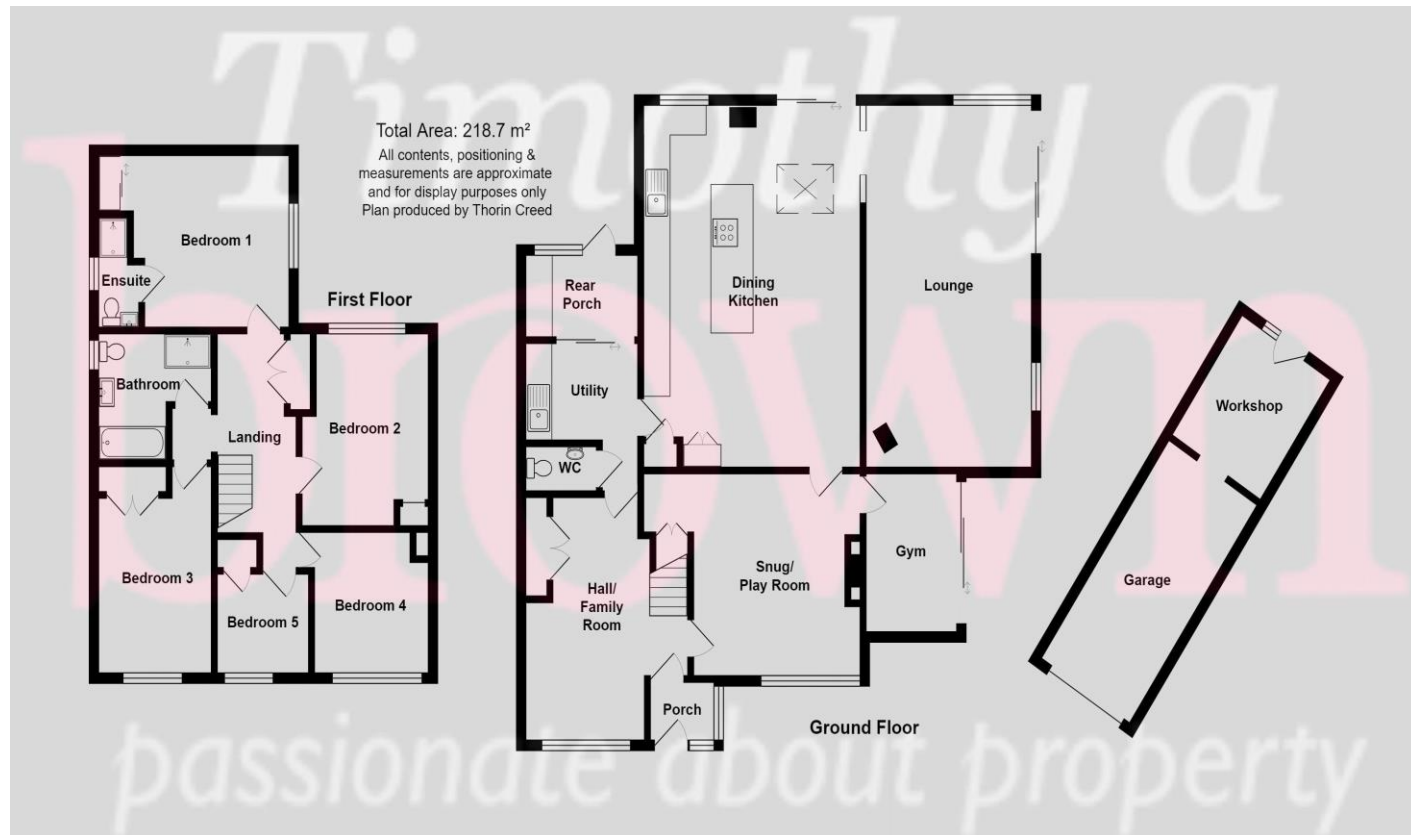 Timothy a
brown
passionate about property
Total Area: 218.7 m²
All contents, positioning &
measurements are approximate
and for display purposes only
Plan produced by Thorin Creed
First Floor
Bedroom 1
Ensuite
Bathroom
Landing
Bedroom 2
Bedroom 3
Bedroom 5
Bedroom 4
Rear
Porch
Dining
Kitchen
Lounge
Utility
WC
Hall/
Family
Room
Snug/
Play Room
Gym
Porch
Ground Floor
Workshop
Garage